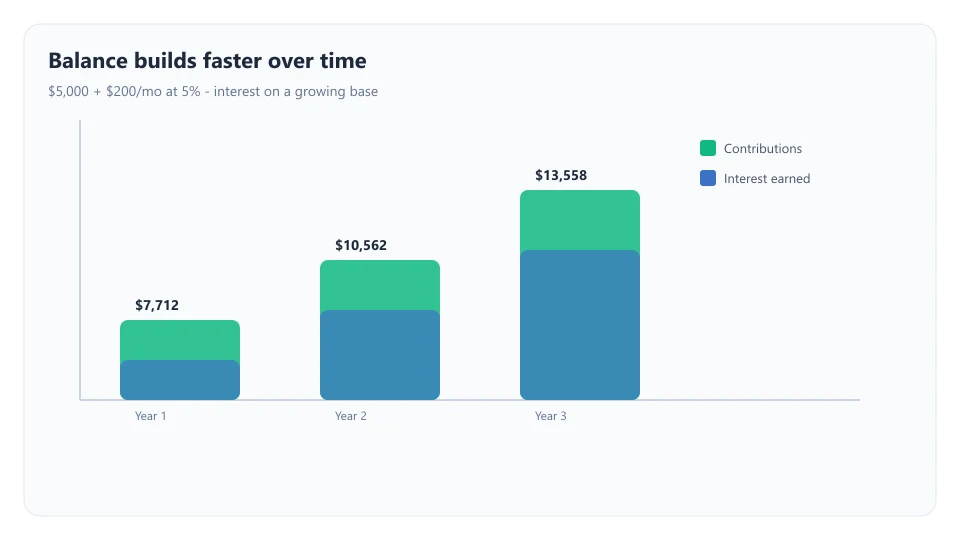 Balance builds faster over time
$5,000 + $200/mo at 5% - interest on a growing base
Contributions
Interest earned
$13,558
$10,562
$7,712
Year 1
Year 2
Year 3